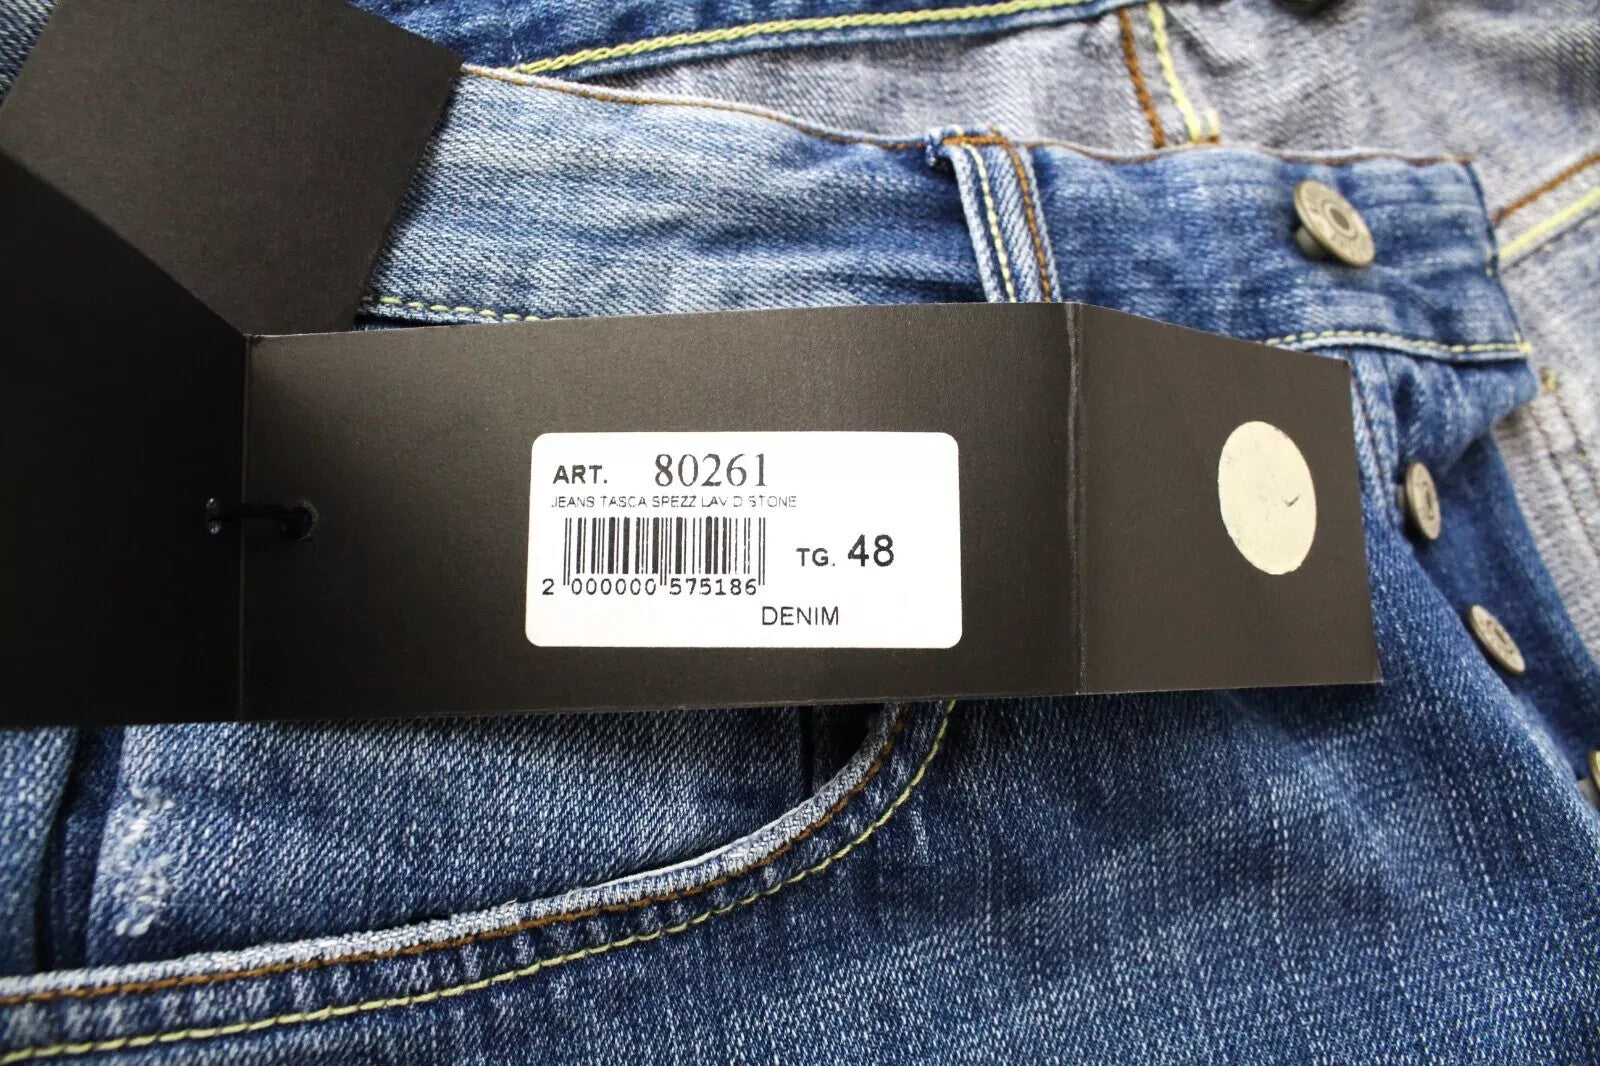 ART. 80261
JEANS TASCA SPEZZ LAV D STONE
TG. 48
2 000000 575186
DENIM